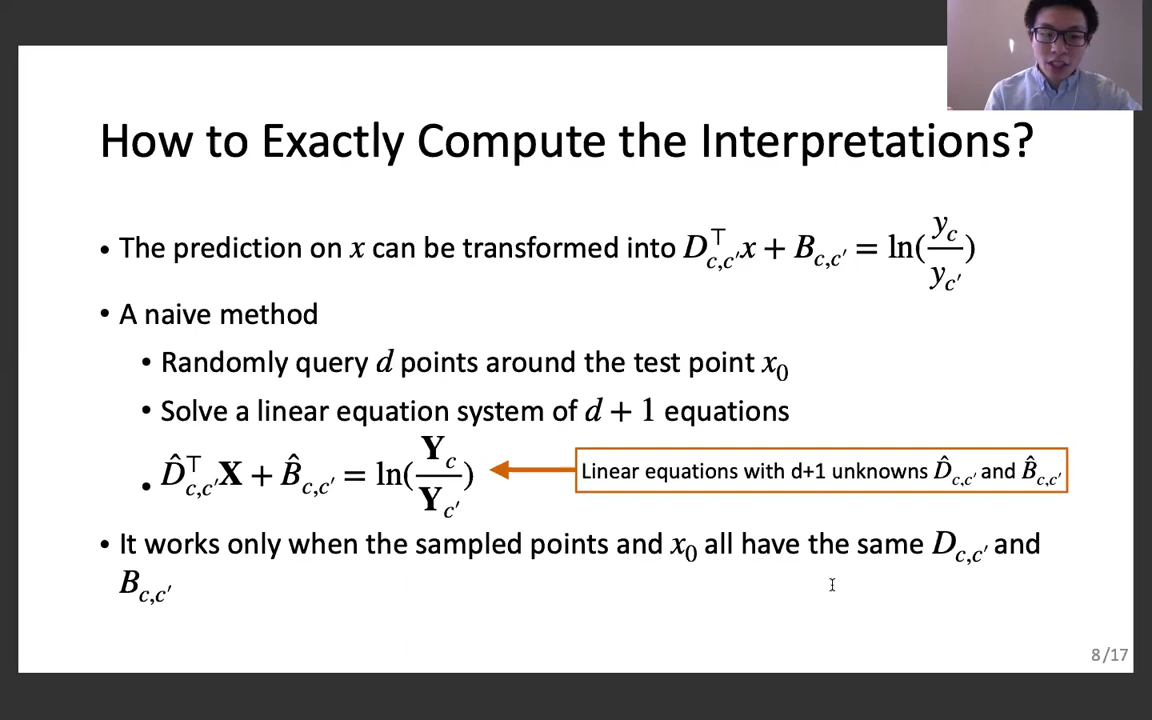 How to Exactly Compute the Interpretations?
• The prediction on x can be transformed into D⊤c,c′x + Bc,c′ = ln(yc/yc′)
• A naive method
• Randomly query d points around the test point x0
• Solve a linear equation system of d + 1 equations
• D̂⊤c,c′X + B̂c,c′ = ln(Yc/Yc′)
Linear equations with d+1 unknowns D̂c,c′ and B̂c,c′
• It works only when the sampled points and x0 all have the same Dc,c′ and
Bc,c′
8/17